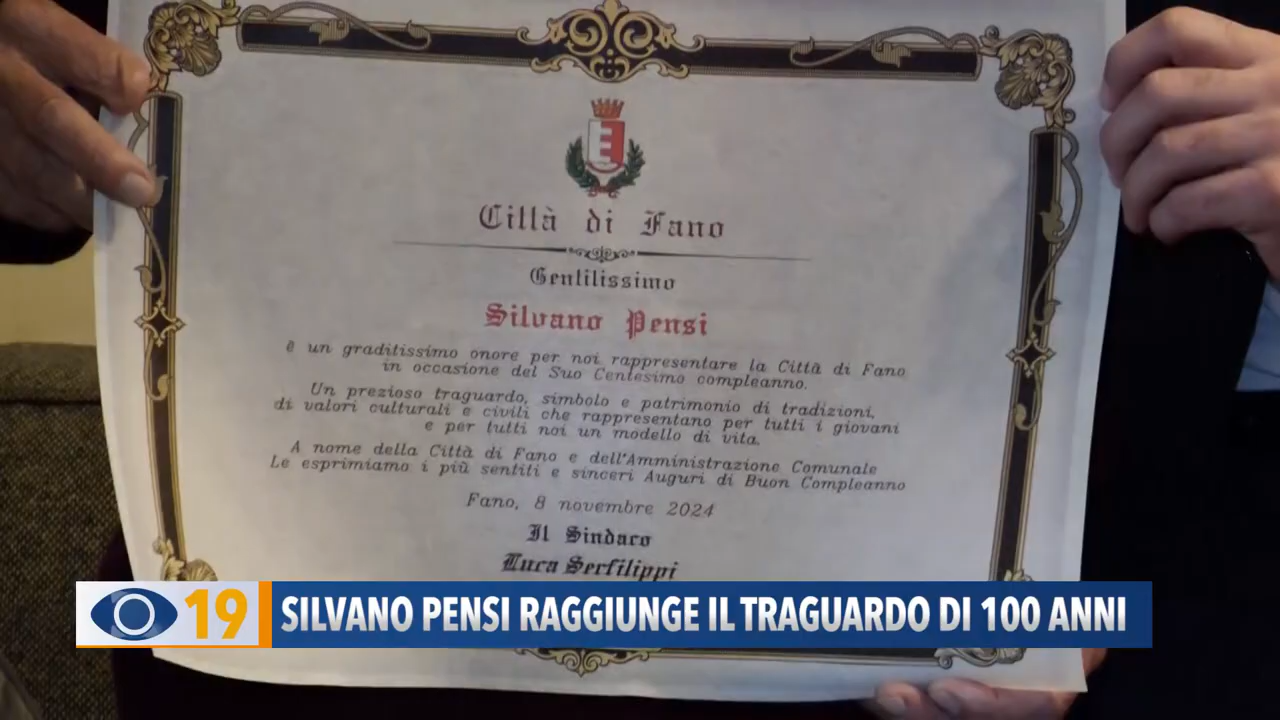 Città di Fano
Gentilissimo
Silvano Pensi
è un graditissimo onore per noi rappresentare la Città di Fano
in occasione del Suo Centesimo compleanno.
Un prezioso traguardo, simbolo e patrimonio di tradizioni,
di valori culturali e civili che rappresentano per tutti i giovani
e per tutti noi un modello di vita.
A nome della Città di Fano e dell'Amministrazione Comunale
Le esprimiamo i più sentiti e sinceri Auguri di Buon Compleanno
Fano, 8 novembre 2024
Il Sindaco
Luca Serfilippi
19 SILVANO PENSI RAGGIUNGE IL TRAGUARDO DI 100 ANNI